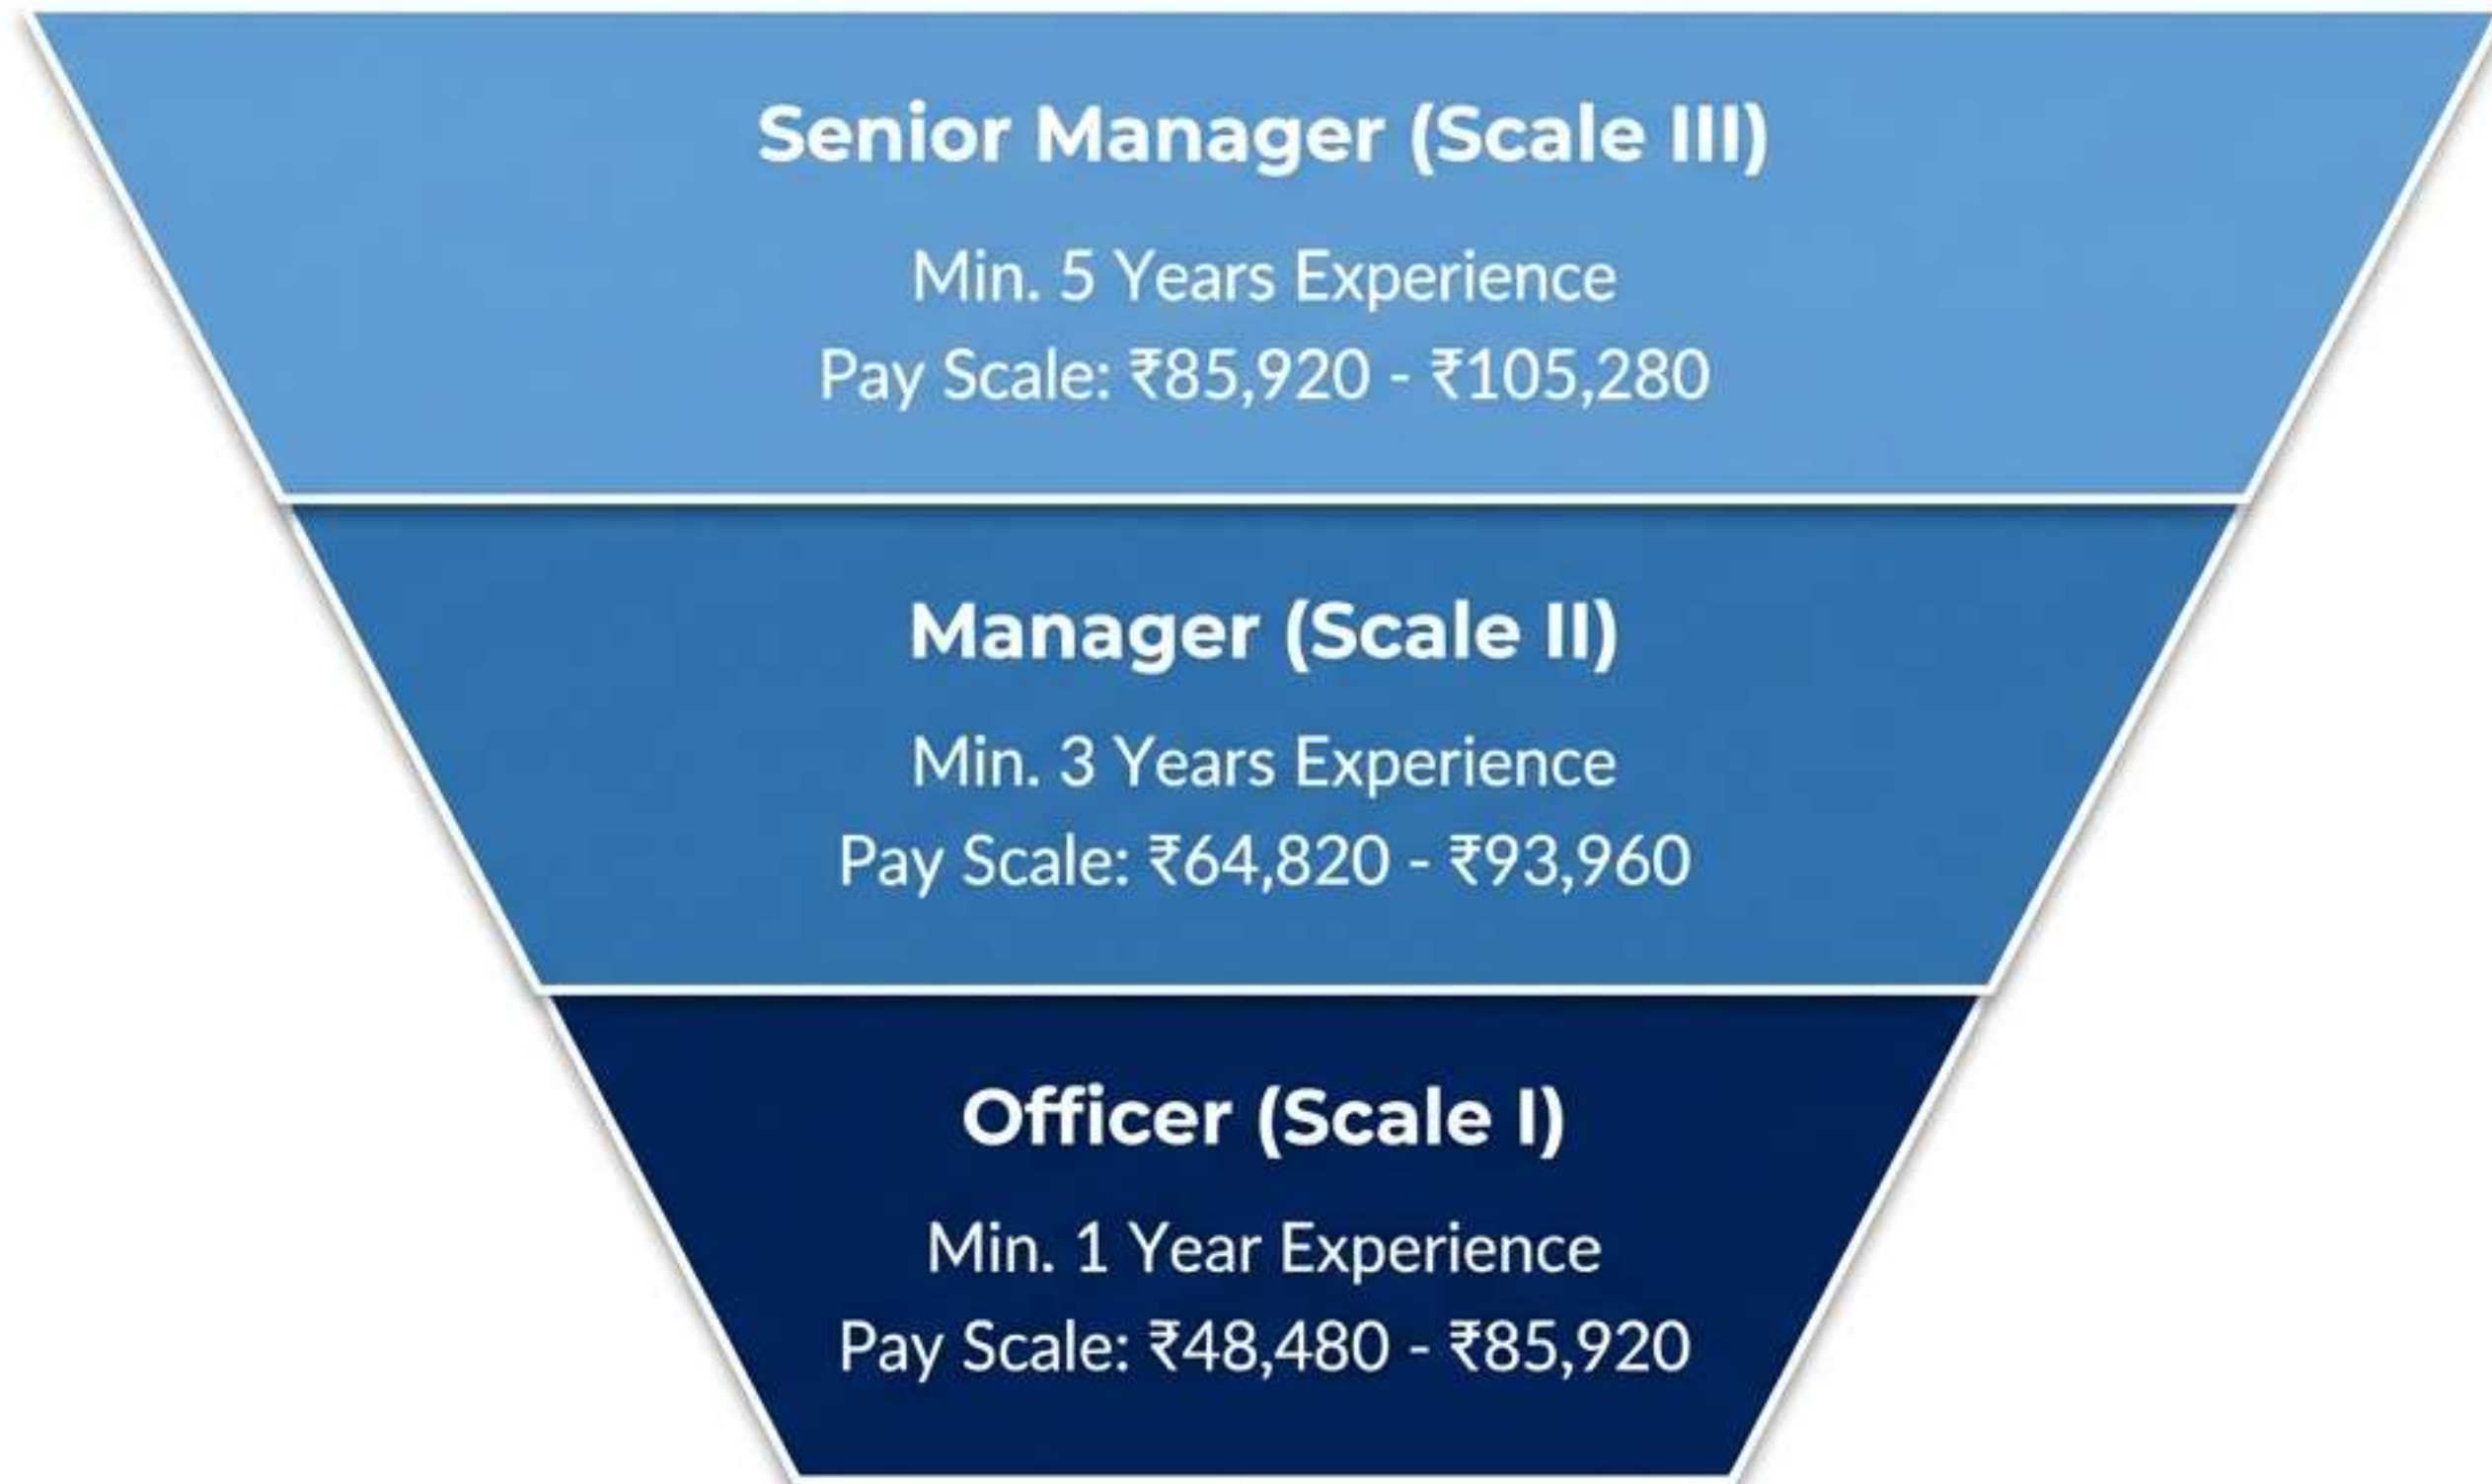 Senior Manager (Scale III)
Min. 5 Years Experience
Pay Scale: ₹85,920 - ₹105,280
Manager (Scale II)
Min. 3 Years Experience
Pay Scale: ₹64,820 - ₹93,960
Officer (Scale I)
Min. 1 Year Experience
Pay Scale: ₹48,480 - ₹85,920